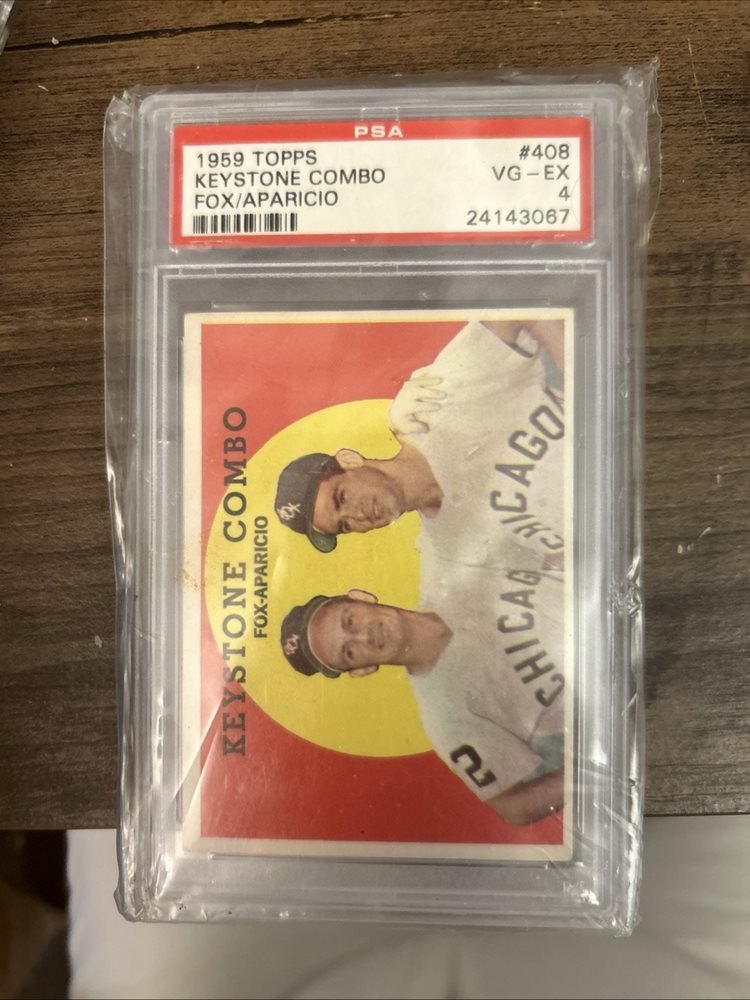 PSA
1959 TOPPS #408
KEYSTONE COMBO VG-EX
FOX/APARICIO 4
24143067
KEYSTONE COMBO
FOX-APARICIO
CHICAGO
CHICAGO
2